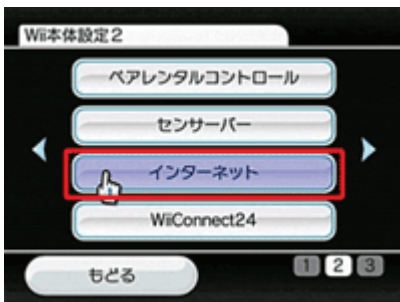 Wii本体設定2
ペアレンタルコントロール
センサーバー
インターネット
WiiConnect24
もどる
1 2 3